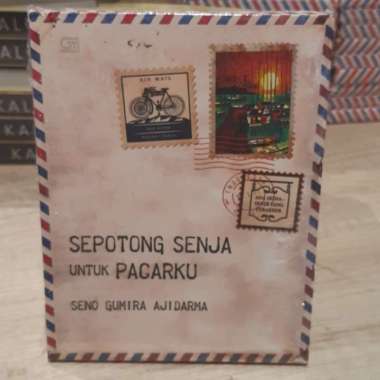 AIR MAIL
SEPOTONG SENJA
UNTUK PACARKU
SENO GUMIRA AJIDARMA